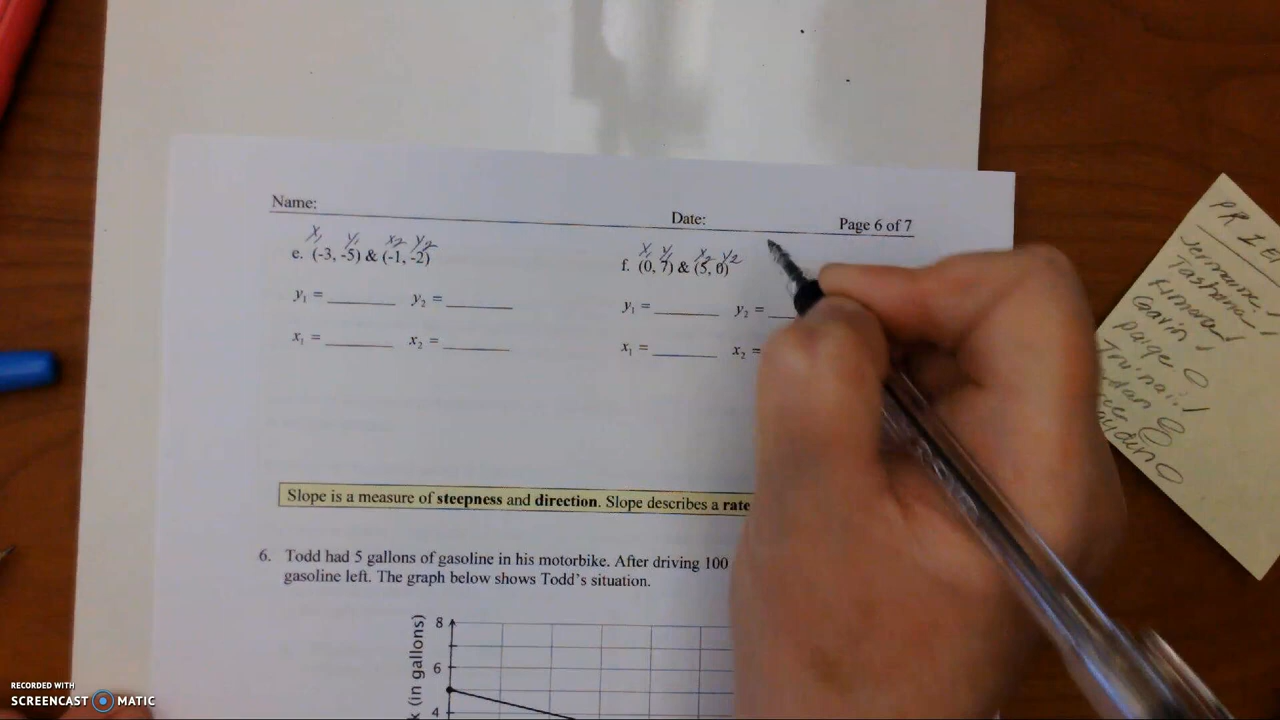 Name:
Date:
Page 6 of 7
x₁ y₁ x₂ y₂
e. (-3, -5) & (-1, -2)
x₁ y₁ x₂ y₂
f. (0, 7) & (5, 0)
y₁ = ________ y₂ = ________
y₁ = ________ y₂ = ___
x₁ = ________ x₂ = ________
x₁ = ________ x₂ =
Slope is a measure of steepness and direction. Slope describes a rate
6. Todd had 5 gallons of gasoline in his motorbike. After driving 100
gasoline left. The graph below shows Todd's situation.
8
6
4
(in gallons)
PR 1
Jermaine
Tashana
Kimora
Gavin
Paige 0
RECORDED WITH
SCREENCAST MATIC